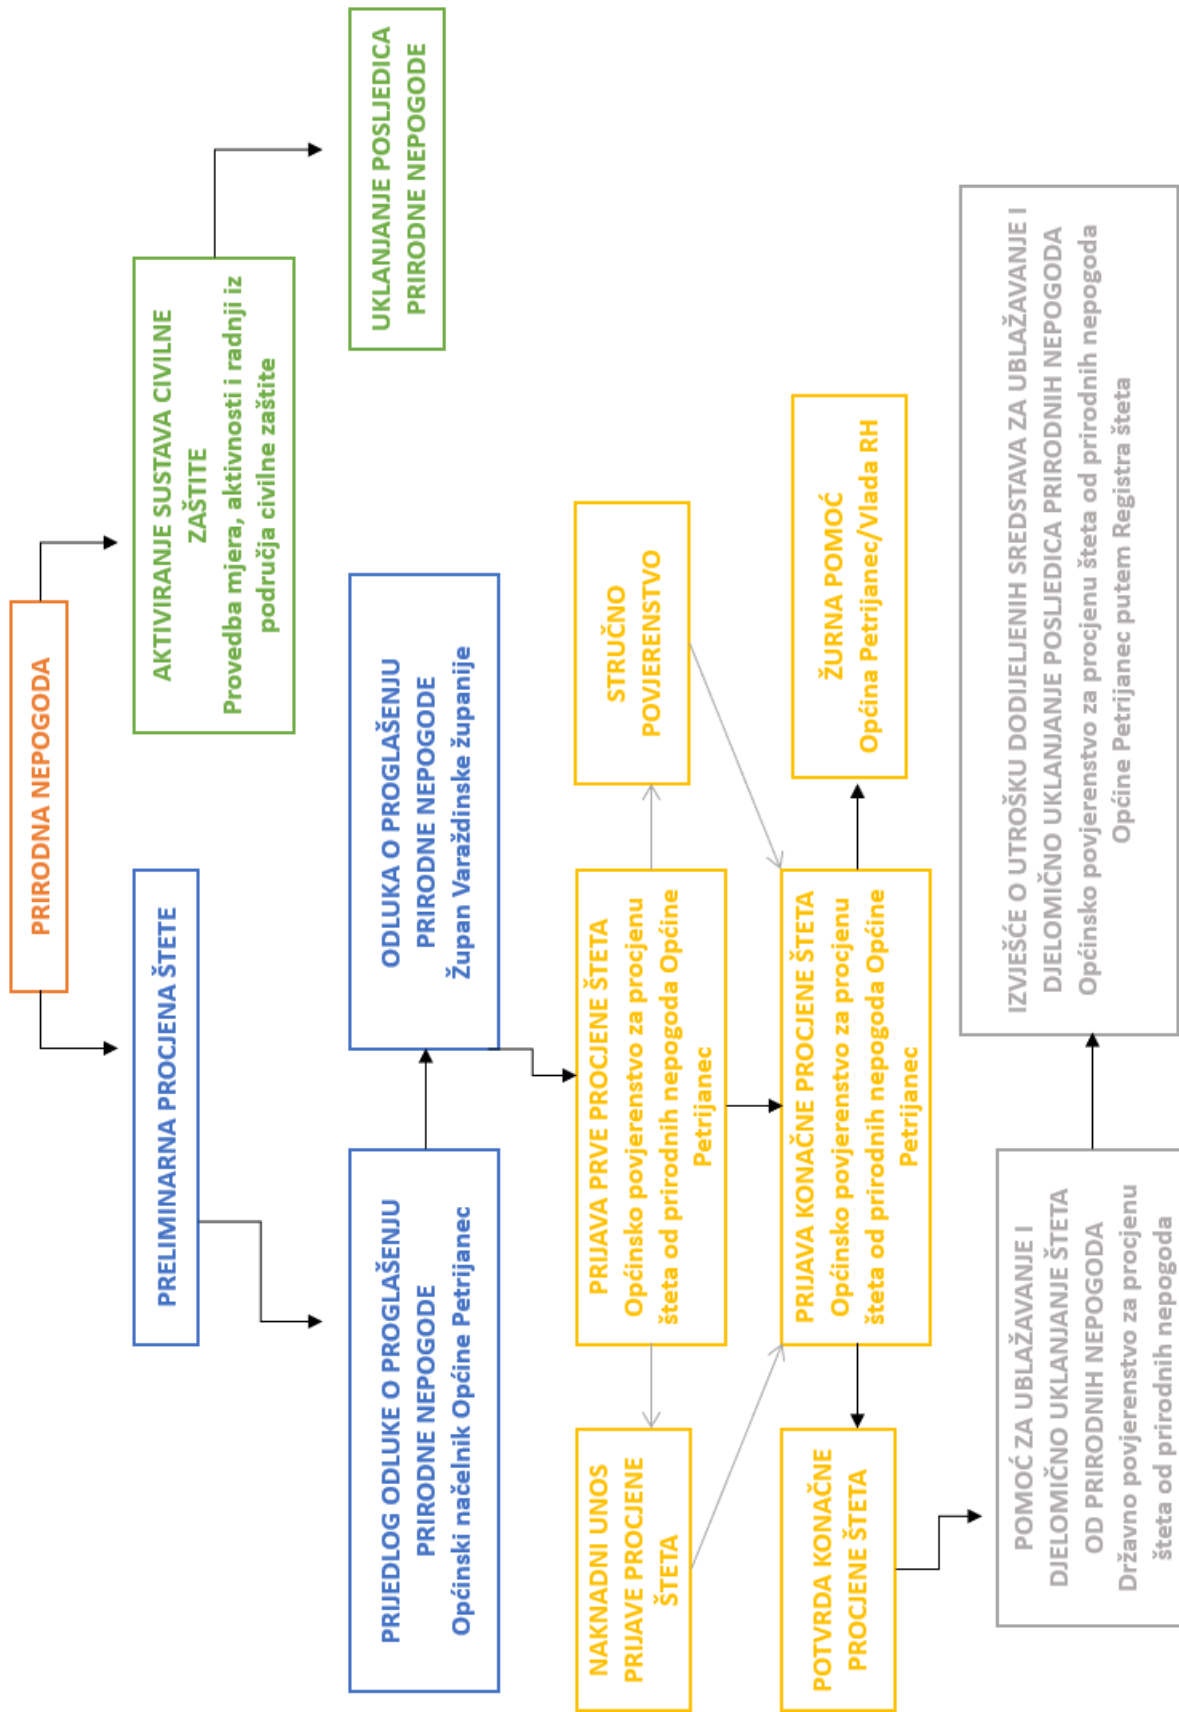 PRIRODNA NEPOGODA
PRELIMINARNA PROCJENA ŠTETE
AKTIVIRANJE SUSTAVA CIVILNE
ZAŠTITE
Provedba mjera, aktivnosti i radnji iz
područja civilne zaštite
PRIJEDLOG ODLUKE O PROGLAŠENJU
PRIRODNE NEPOGODE
Općinski načelnik Općine Petrijanec
ODLUKA O PROGLAŠENJU
PRIRODNE NEPOGODE
Župan Varaždinske županije
UKLANJANJE POSLJEDICA
PRIRODNE NEPOGODE
NAKNADNI UNOS
PRIJAVE PROCJENE
ŠTETA
PRIJAVA PRVE PROCJENE ŠTETA
Općinsko povjerenstvo za procjenu
šteta od prirodnih nepogoda Općine
Petrijanec
STRUČNO
POVJERENSTVO
POTVRDA KONAČNE
PROCJENE ŠTETA
PRIJAVA KONAČNE PROCJENE ŠTETA
Općinsko povjerenstvo za procjenu
šteta od prirodnih nepogoda Općine
Petrijanec
ŽURNA POMOĆ
Općina Petrijanec/Vlada RH
POMOĆ ZA UBLAŽAVANJE I
DJELOMIČNO UKLANJANJE ŠTETA
OD PRIRODNIH NEPOGODA
Državno povjerenstvo za procjenu
šteta od prirodnih nepogoda
IZVJEŠĆE O UTROŠKU DODIJELJENIH SREDSTAVA ZA UBLAŽAVANJE I
DJELOMIČNO UKLANJANJE POSLJEDICA PRIRODNIH NEPOGODA
Općinsko povjerenstvo za procjenu šteta od prirodnih nepogoda
Općine Petrijanec putem Registra šteta